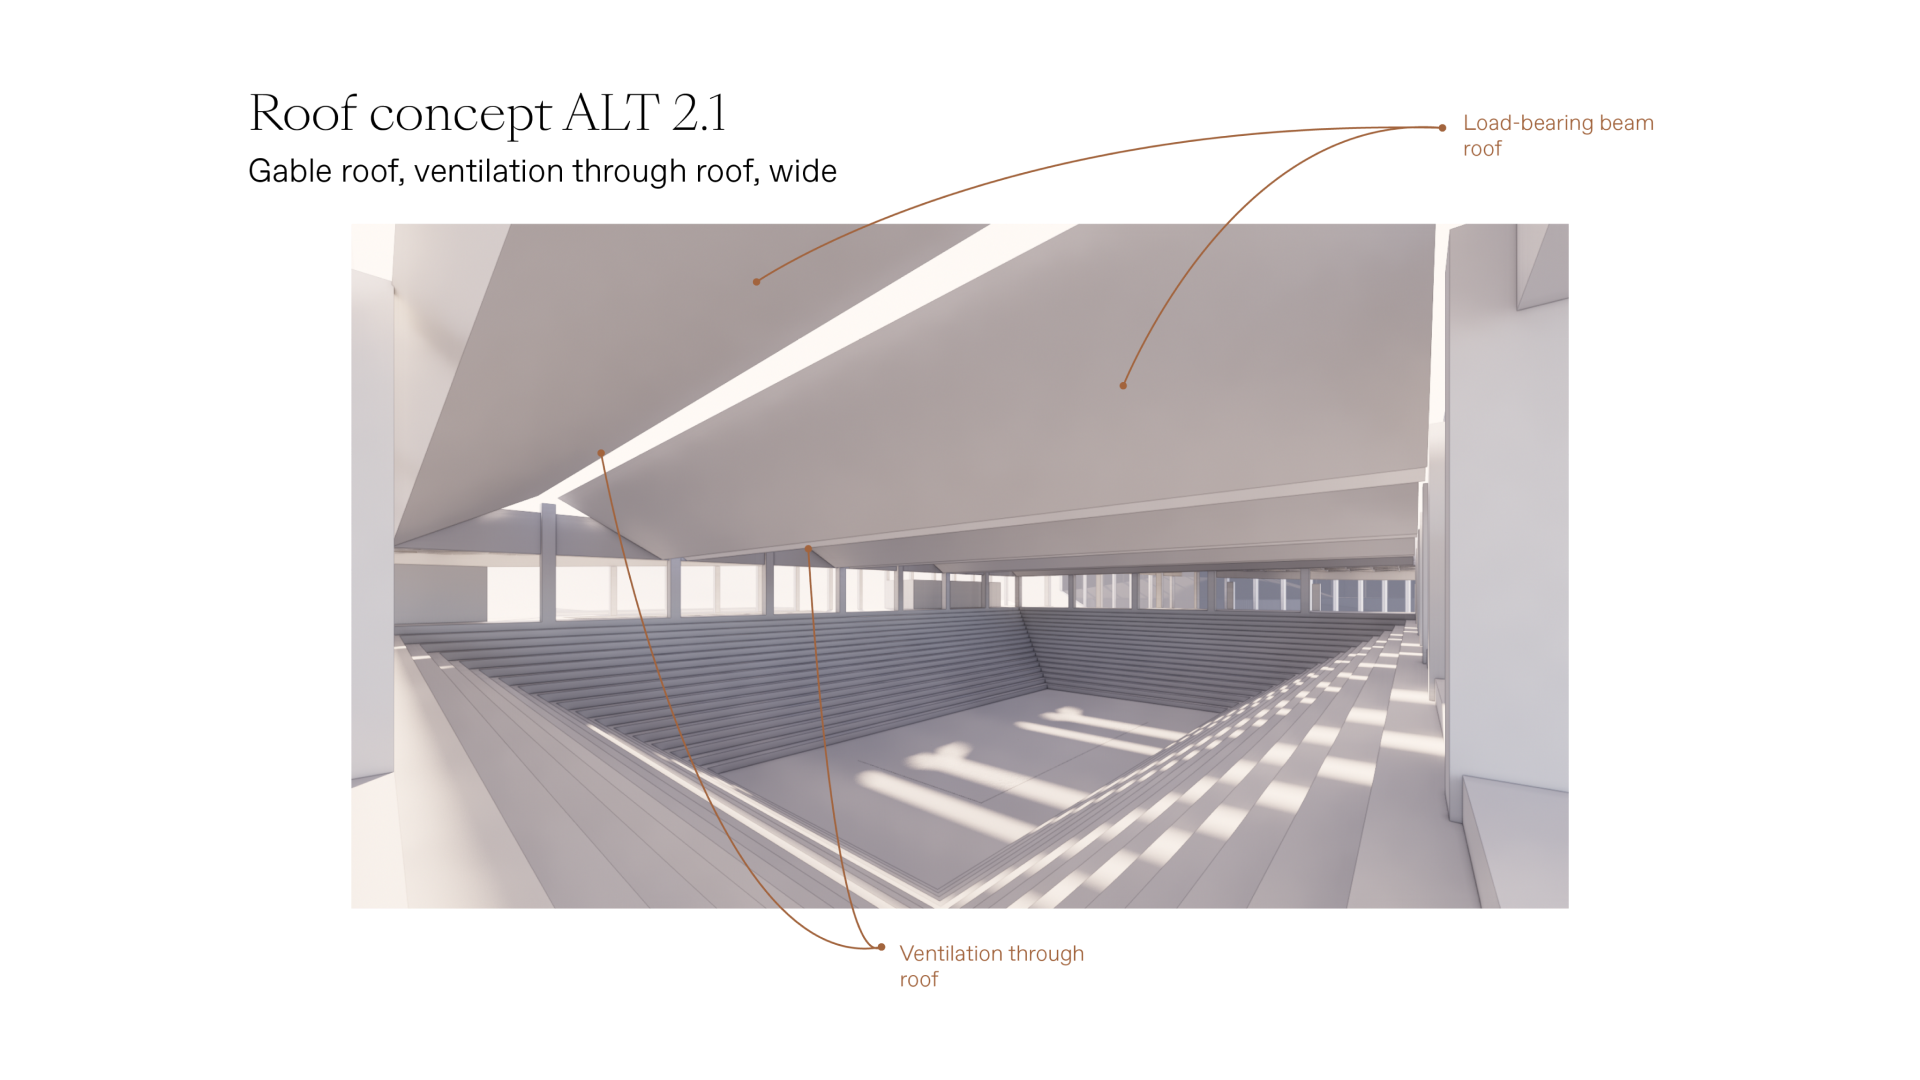 Roof concept ALT 2.1
Gable roof, ventilation through roof, wide
Load-bearing beam
roof
Ventilation through
roof